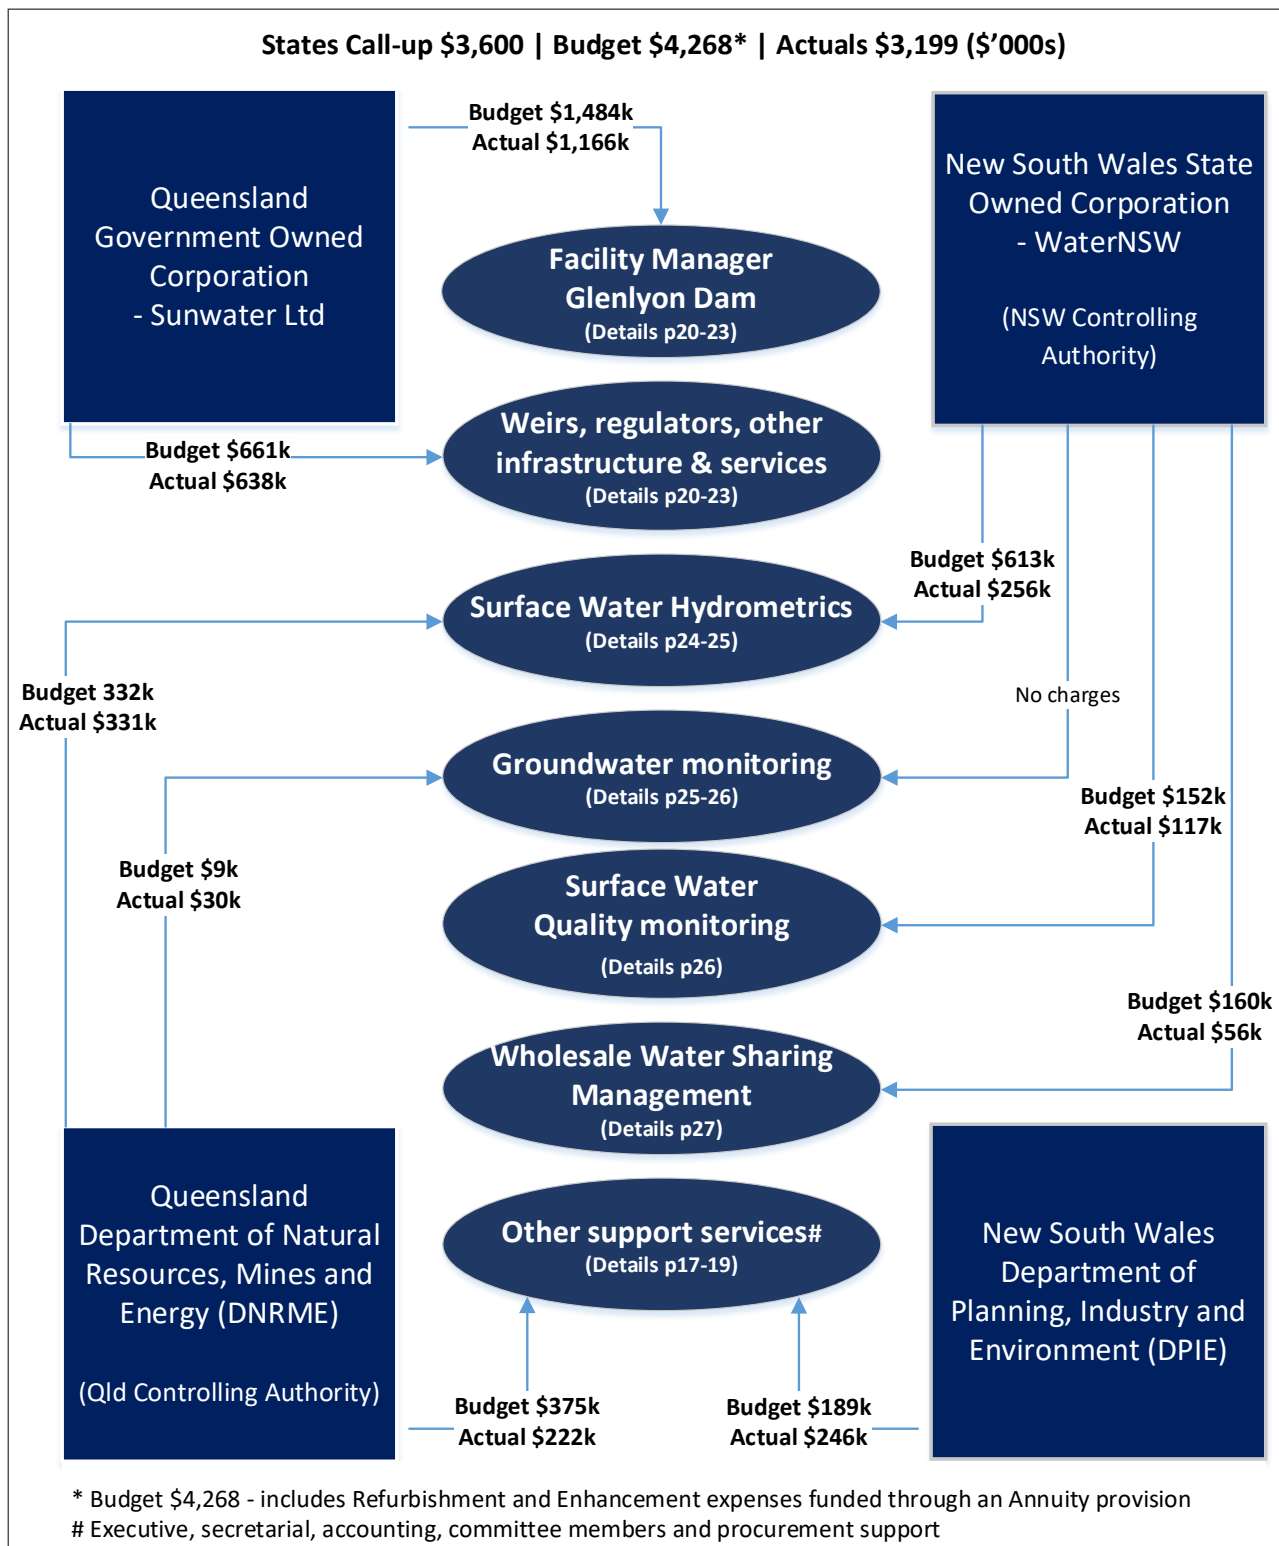 States Call-up $3,600 | Budget $4,268* | Actuals $3,199 ($’000s)
Queensland
Government Owned
Corporation
- Sunwater Ltd
Budget $1,484k
Actual $1,166k
New South Wales State
Owned Corporation
- WaterNSW
(NSW Controlling
Authority)
Facility Manager
Glenlyon Dam
(Details p20-23)
Budget $661k
Actual $638k
Weirs, regulators, other
infrastructure & services
(Details p20-23)
Budget $613k
Actual $256k
Surface Water Hydrometrics
(Details p24-25)
Budget 332k
Actual $331k
No charges
Groundwater monitoring
(Details p25-26)
Budget $152k
Actual $117k
Budget $9k
Actual $30k
Surface Water
Quality monitoring
(Details p26)
Budget $160k
Actual $56k
Wholesale Water Sharing
Management
(Details p27)
Queensland
Department of Natural
Resources, Mines and
Energy (DNRME)
(Qld Controlling Authority)
Other support services#
(Details p17-19)
New South Wales
Department of
Planning, Industry and
Environment (DPIE)
Budget $375k
Actual $222k
Budget $189k
Actual $246k
* Budget $4,268 - includes Refurbishment and Enhancement expenses funded through an Annuity provision
# Executive, secretarial, accounting, committee members and procurement support